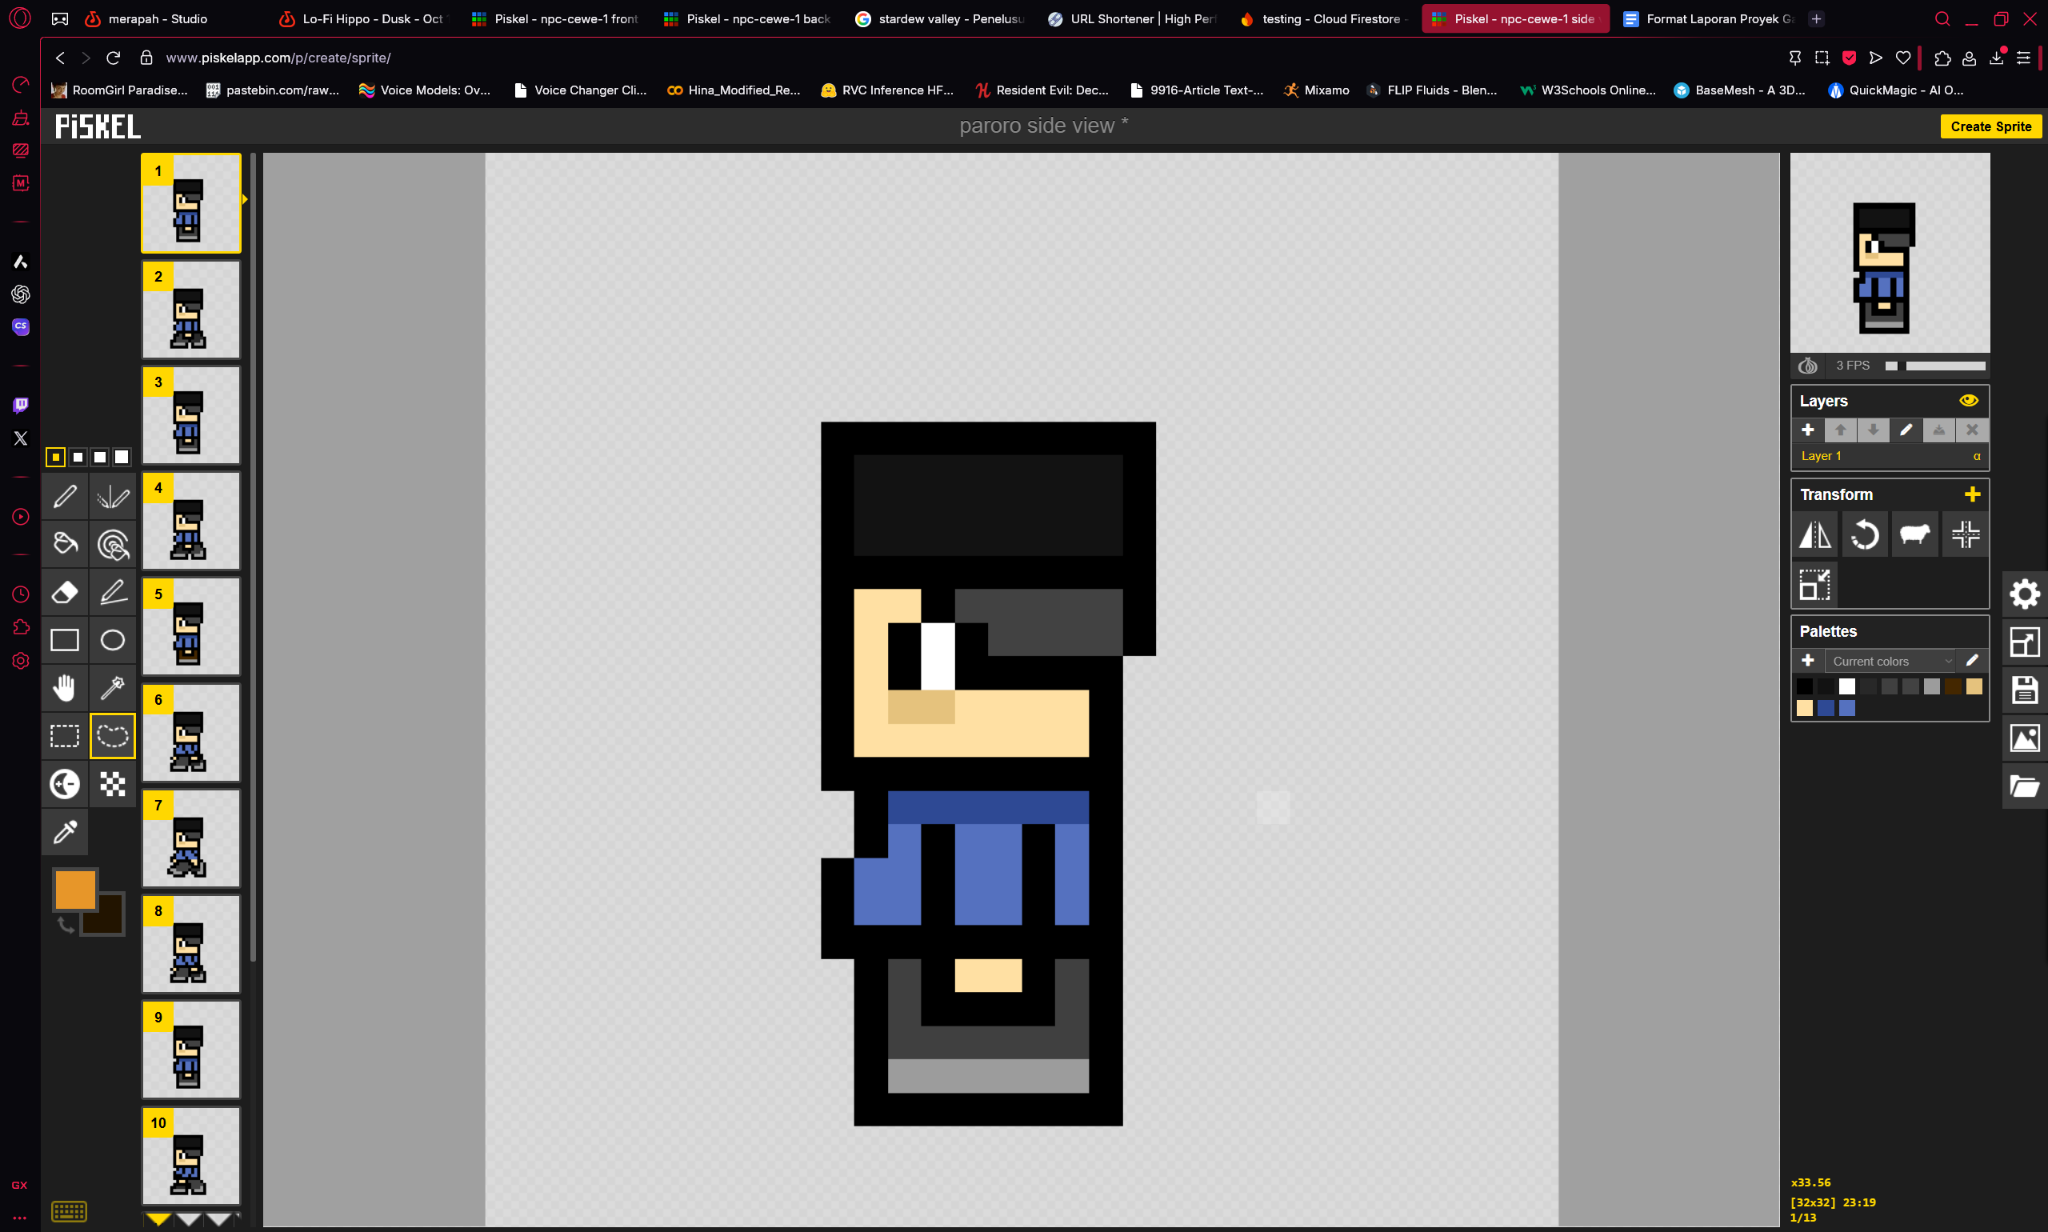 merapah - Studio
Lo-Fi Hippo - Dusk - Oct
Piskel - npc-cewe-1 front
Piskel - npc-cewe-1 back
stardew valley - Penelusu
URL Shortener | High Perf
testing - Cloud Firestore -
Piskel - npc-cewe-1 side
Format Laporan Proyek Ga
www.piskelapp.com/p/create/sprite/
RoomGirl Paradise...
pastebin.com/raw...
Voice Models: Ov...
Voice Changer Cli...
Hina_Modified_Re...
RVC Inference HF...
Resident Evil: Dec...
9916-Article Text-...
Mixamo
FLIP Fluids - Blen...
W3Schools Online...
BaseMesh - A 3D...
QuickMagic - AI O...
PiSKEL
paroro side view *
Create Sprite
1
2
3
4
5
6
7
8
9
10
3 FPS
Layers
Layer 1
α
Transform
Palettes
Current colors
CS
M
GX
x33.56
[32x32] 23:19
1/13